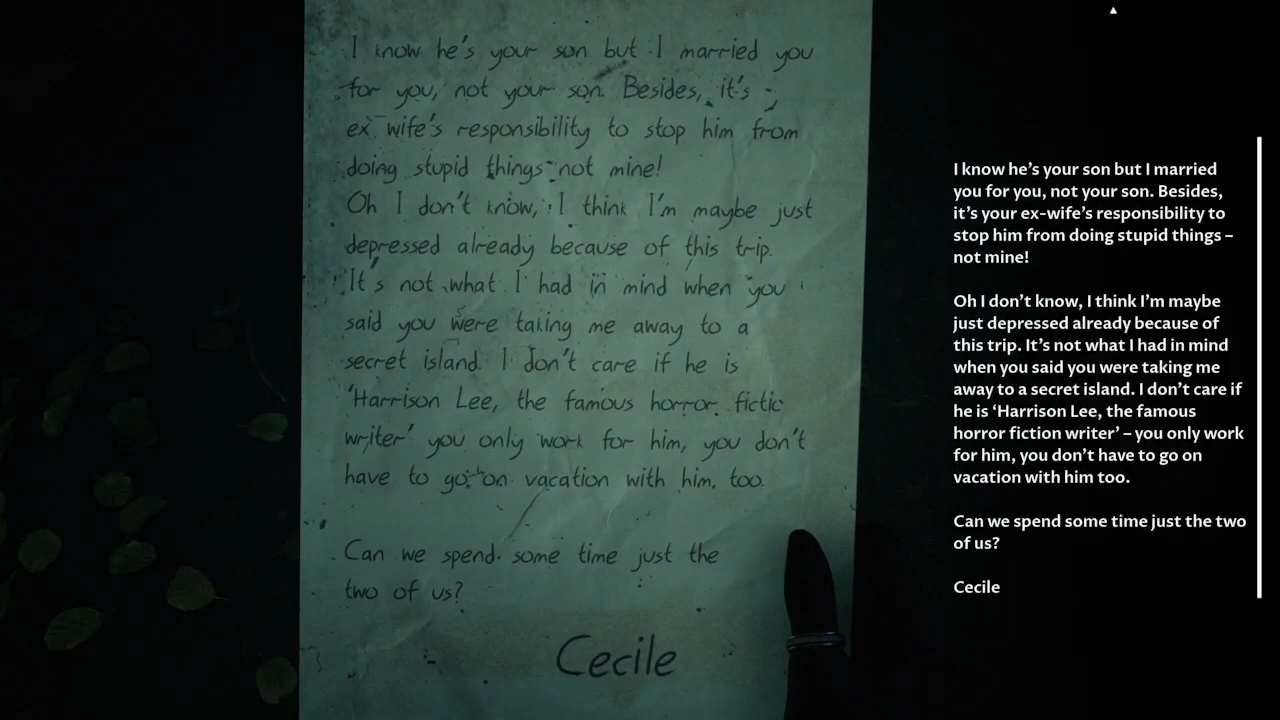 I know he's your son but I married you
for you, not your son. Besides, it's
ex wife's responsibility to stop him from
doing stupid things - not mine!
Oh I don't know, I think I'm maybe just
depressed already because of this trip.
It's not what I had in mind when you
said you were taking me away to a
secret island. I don't care if he is
'Harrison Lee, the famous horror fictic
writer' you only work for him, you don't
have to go on vacation with him, too.
Can we spend some time just the
two of us?
Cecile
I know he's your son but I married
you for you, not your son. Besides,
it's your ex-wife's responsibility to
stop him from doing stupid things –
not mine!
Oh I don't know, I think I'm maybe
just depressed already because of
this trip. It's not what I had in mind
when you said you were taking me
away to a secret island. I don't care if
he is ‘Harrison Lee, the famous
horror fiction writer’ – you only work
for him, you don't have to go on
vacation with him too.
Can we spend some time just the two
of us?
Cecile